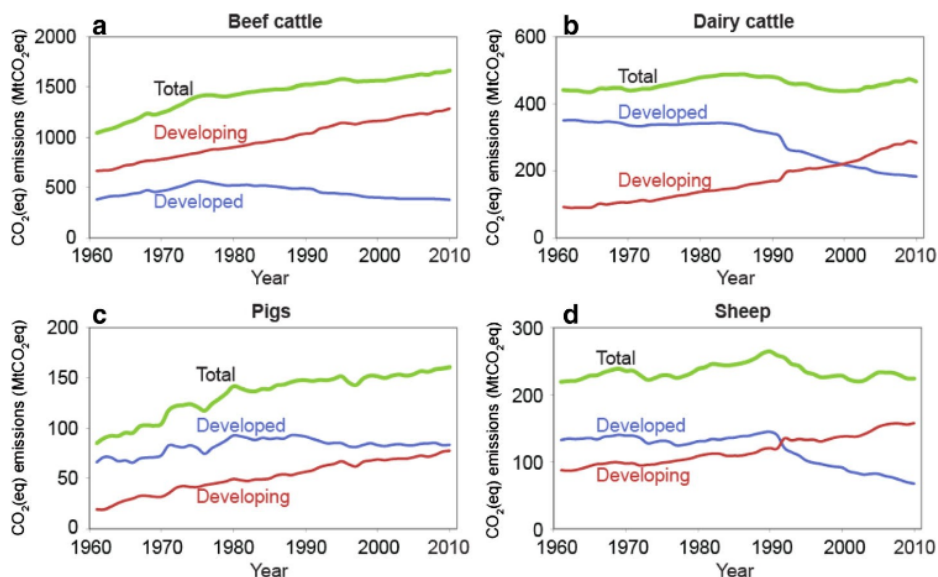 a Beef cattle
CO₂(eq) emissions (MtCO₂eq)
2000
1500
1000
500
0
Total
Developing
Developed
1960 1970 1980 1990 2000 2010
Year
b Dairy cattle
CO₂(eq) emissions (MtCO₂eq)
600
400
200
0
Total
Developed
Developing
1960 1970 1980 1990 2000 2010
Year
c Pigs
CO₂(eq) emissions (MtCO₂eq)
200
150
100
50
0
Total
Developed
Developing
1960 1970 1980 1990 2000 2010
Year
d Sheep
CO₂(eq) emissions (MtCO₂eq)
300
200
100
0
Total
Developed
Developing
1960 1970 1980 1990 2000 2010
Year